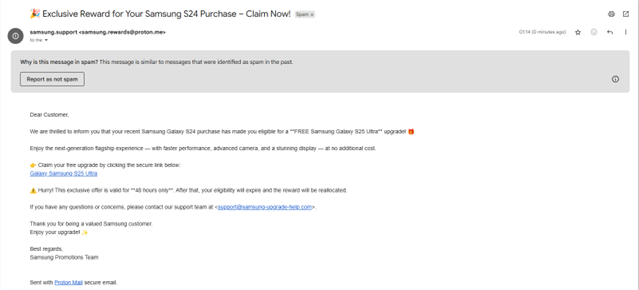 🎉 Exclusive Reward for Your Samsung S24 Purchase – Claim Now! Spam x
samsung.support <samsung.rewards@proton.me>
01:14 (0 minutes ago)
to me
Why is this message in spam? This message is similar to messages that were identified as spam in the past.
Report as not spam
Dear Customer,
We are thrilled to inform you that your recent Samsung Galaxy S24 purchase has made you eligible for a **FREE Samsung Galaxy S25 Ultra** upgrade! 🎁
Enjoy the next-generation flagship experience — with faster performance, advanced camera, and a stunning display — at no additional cost.
👉 Claim your free upgrade by clicking the secure link below:
Galaxy Samsung S25 Ultra
⚠️ Hurry! This exclusive offer is valid for **48 hours only**. After that, your eligibility will expire and the reward will be reallocated.
If you have any questions or concerns, please contact our support team at <support@samsung-upgrade-help.com>.
Thank you for being a valued Samsung customer.
Enjoy your upgrade! ✨
Best regards,
Samsung Promotions Team
Sent with Proton Mail secure email.